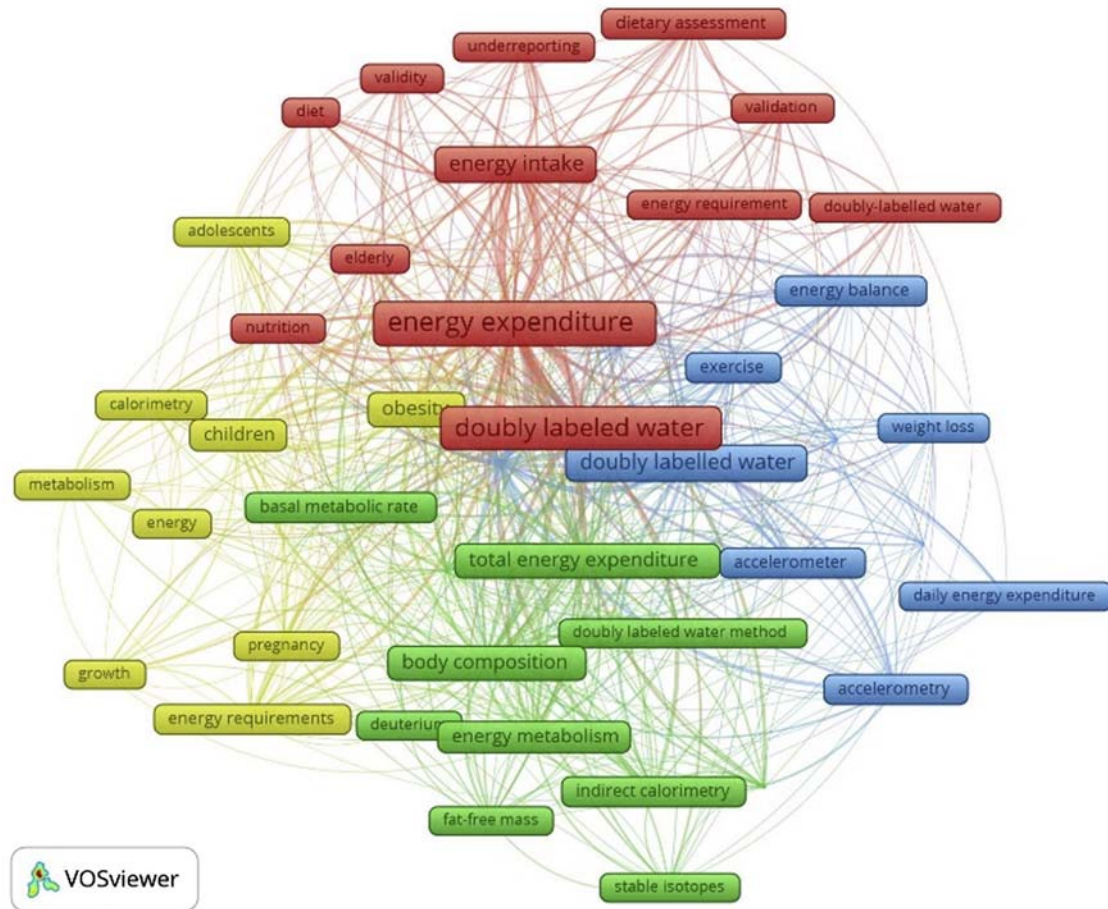 dietary assessment
underreporting
validity
diet
validation
energy intake
energy requirement
doubly-labelled water
adolescents
elderly
energy balance
nutrition
energy expenditure
exercise
calorimetry
obesity
children
doubly labeled water
weight loss
doubly labelled water
metabolism
basal metabolic rate
energy
total energy expenditure
accelerometer
daily energy expenditure
doubly labeled water method
pregnancy
body composition
growth
accelerometry
energy requirements
deuterium
energy metabolism
indirect calorimetry
fat-free mass
stable isotopes
VOSviewer